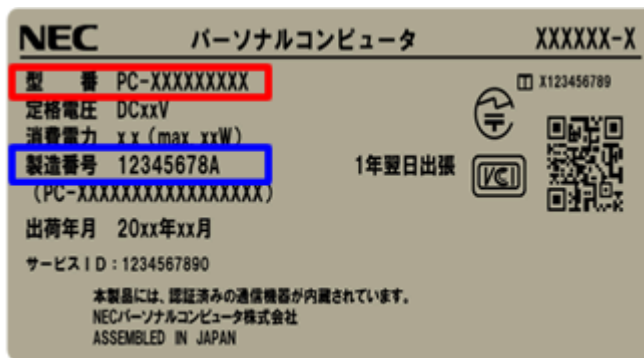 NEC パーソナルコンピュータ XXXXXX-X
型 番 PC-XXXXXXXXX
T X123456789
定格電圧 DCxxV
消費電力 x x (max xxW)
製造番号 12345678A
1年翌日出張
VCI
(PC-XXXXXXXXXXXXXXXXX)
出荷年月 20xx年xx月
サービスID:1234567890
本製品には、認証済みの通信機器が内蔵されています。
NECパーソナルコンピュータ株式会社
ASSEMBLED IN JAPAN